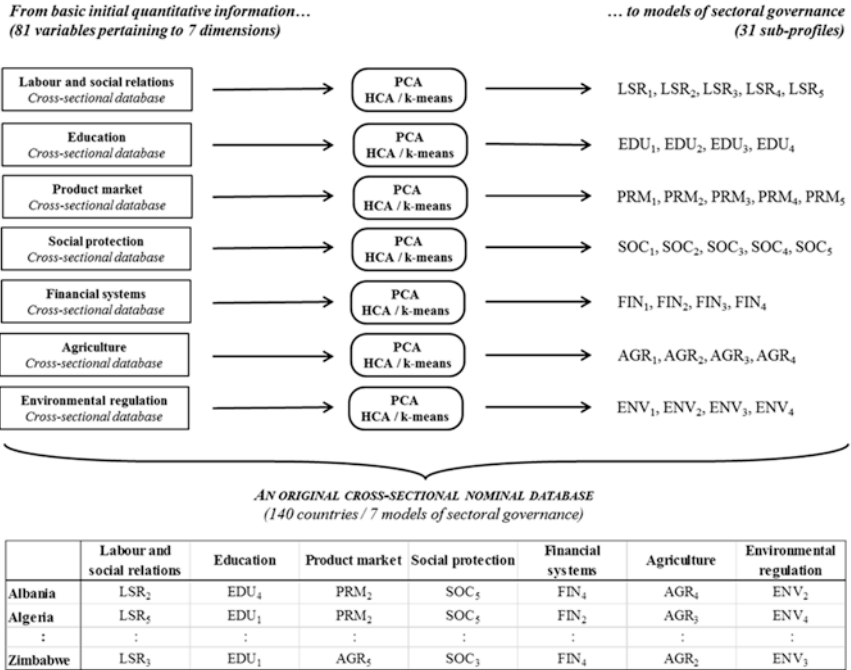 From basic initial quantitative information…
(81 variables pertaining to 7 dimensions)
… to models of sectoral governance
(31 sub-profiles)
Labour and social relations
Cross-sectional database
PCA
HCA / k-means
LSR₁, LSR₂, LSR₃, LSR₄, LSR₅
Education
Cross-sectional database
PCA
HCA / k-means
EDU₁, EDU₂, EDU₃, EDU₄
Product market
Cross-sectional database
PCA
HCA / k-means
PRM₁, PRM₂, PRM₃, PRM₄, PRM₅
Social protection
Cross-sectional database
PCA
HCA / k-means
SOC₁, SOC₂, SOC₃, SOC₄, SOC₅
Financial systems
Cross-sectional database
PCA
HCA / k-means
FIN₁, FIN₂, FIN₃, FIN₄
Agriculture
Cross-sectional database
PCA
HCA / k-means
AGR₁, AGR₂, AGR₃, AGR₄
Environmental regulation
Cross-sectional database
PCA
HCA / k-means
ENV₁, ENV₂, ENV₃, ENV₄
AN ORIGINAL CROSS-SECTIONAL NOMINAL DATABASE
(140 countries / 7 models of sectoral governance)
Labour and social relations Education Product market Social protection Financial systems Agriculture Environmental regulation
Albania LSR₂ EDU₄ PRM₂ SOC₅ FIN₄ AGR₄ ENV₂
Algeria LSR₅ EDU₁ PRM₂ SOC₅ FIN₂ AGR₃ ENV₄
: : : : : : : :
Zimbabwe LSR₃ EDU₁ AGR₅ SOC₃ FIN₄ AGR₂ ENV₃